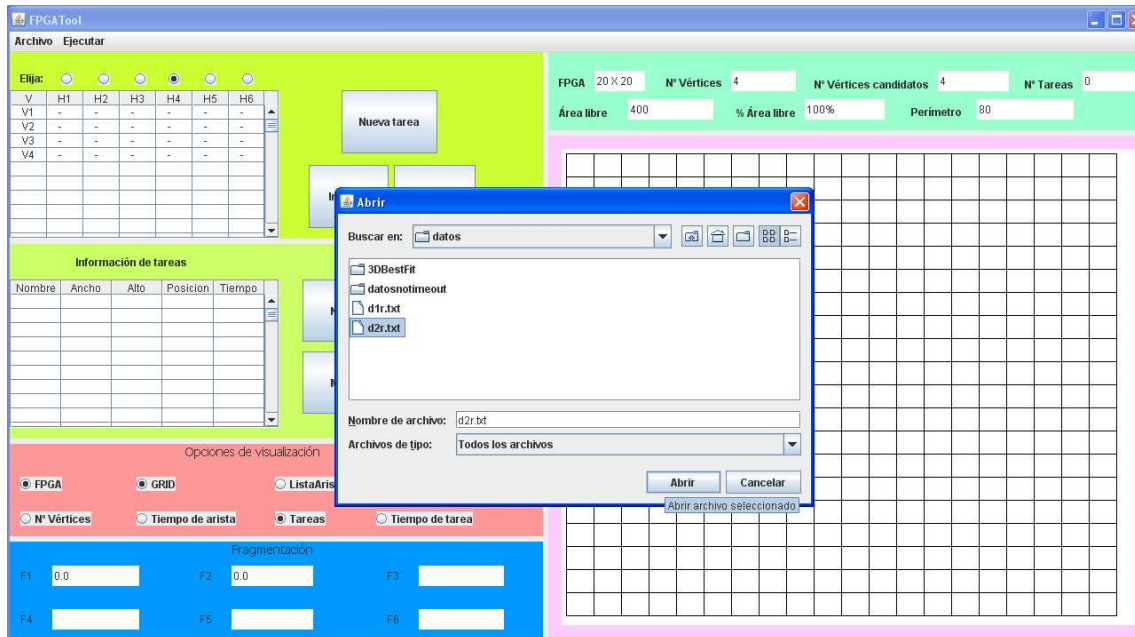 FPGATool
Archivo Ejecutar
Elija:
V H1 H2 H3 H4 H5 H6
V1 - - - - - -
V2 - - - - - -
V3 - - - - - -
V4 - - - - - -
Nueva tarea
FPGA 20 X 20 Nº Vértices 4 Nº Vértices candidatos 4 Nº Tareas 0
Área libre 400 % Área libre 100% Perimetro 80
Abrir
Buscar en: datos
3DBestFit
datosnotimeout
d1r.txt
d2r.txt
Nombre de archivo: d2r.txt
Archivos de tipo: Todos los archivos
Abrir Cancelar
Abrir archivo seleccionado
Información de tareas
Nombre Ancho Alto Posicion Tiempo
Opciones de visualización
FPGA GRID ListaAris
Nº Vértices Tiempo de arista Tareas Tiempo de tarea
Fragmentación
F1 0.0 F2 0.0 F3
F4 F5 F6